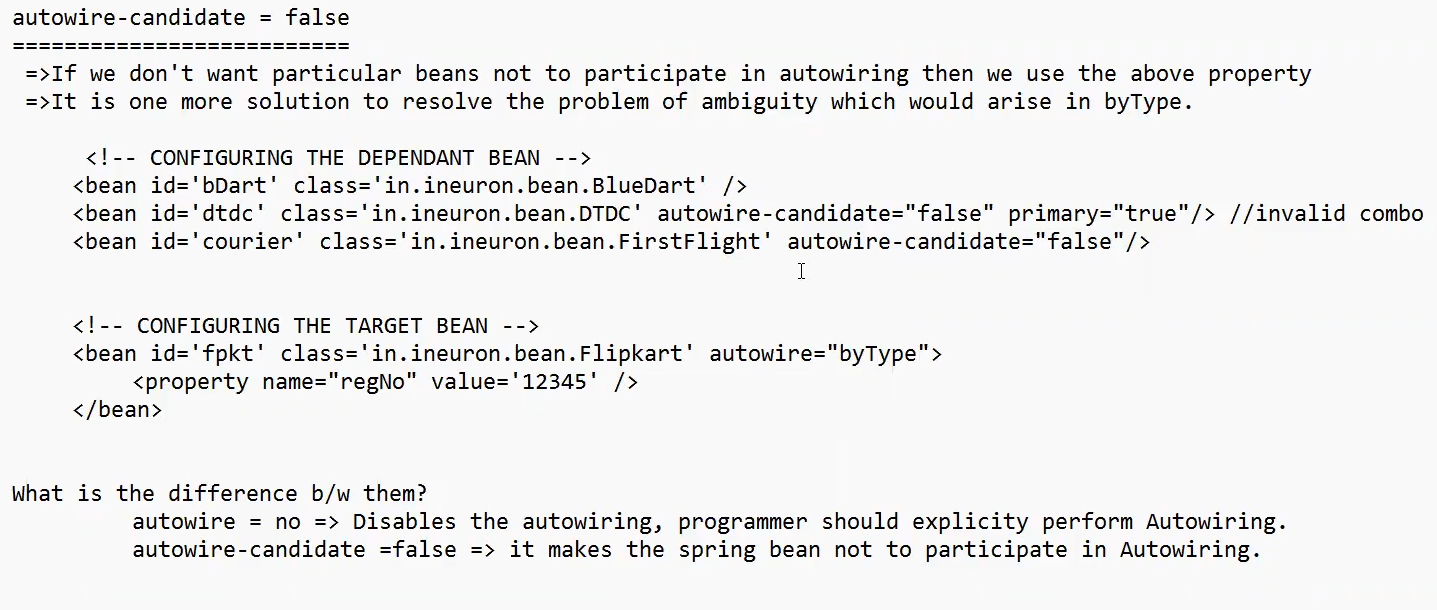 autowire-candidate = false
==========================
=>If we don't want particular beans not to participate in autowiring then we use the above property
=>It is one more solution to resolve the problem of ambiguity which would arise in byType.
<!-- CONFIGURING THE DEPENDANT BEAN -->
<bean id='bDart' class='in.ineuron.bean.BlueDart' />
<bean id='dtdc' class='in.ineuron.bean.DTDC' autowire-candidate="false" primary="true"/> //invalid combo
<bean id='courier' class='in.ineuron.bean.FirstFlight' autowire-candidate="false"/>
<!-- CONFIGURING THE TARGET BEAN -->
<bean id='fpkt' class='in.ineuron.bean.Flipkart' autowire="byType">
<property name="regNo" value='12345' />
</bean>
What is the difference b/w them?
autowire = no => Disables the autowiring, programmer should explicity perform Autowiring.
autowire-candidate =false => it makes the spring bean not to participate in Autowiring.